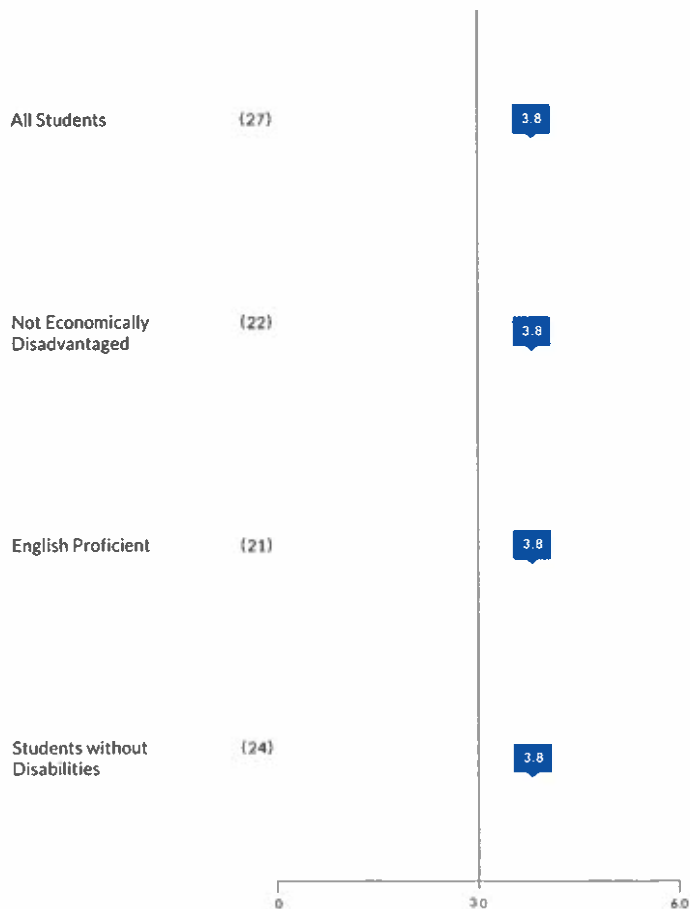 All Students (27) 3.8
Not Economically (22) 3.8
Disadvantaged
English Proficient (21) 3.8
Students without (24) 3.8
Disabilities
0 3.0 6.0